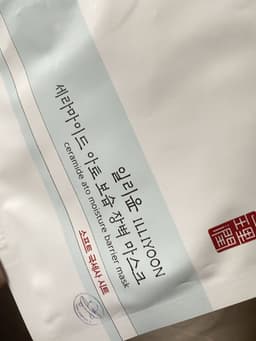 일리윤 ILLIYOON
세라마이드 아토 보습 장벽 마스크
ceramide ato moisture barrier mask
소프트 극세사 시트